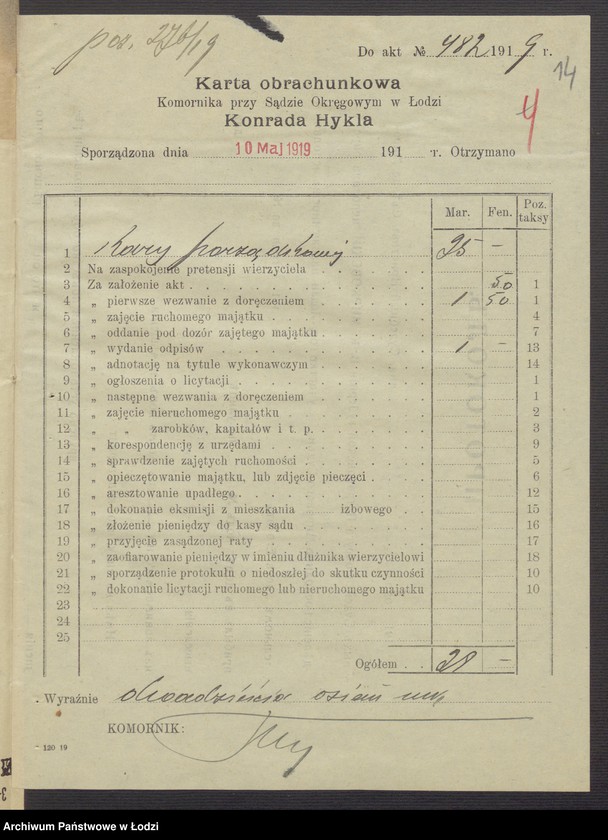 poz. 276/19
Do akt № 482 1919 r.
14
Karta obrachunkowa
Komornika przy Sądzie Okręgowym w Łodzi
Konrada Hykla
4
Sporządzona dnia 10 Maj 1919 191 r. Otrzymano
Mar. Fen. Poz. taksy
1 Kary porządkowej 25 —
2 Na zaspokojenie pretensji wierzyciela
3 Za założenie akt 50 1
4 „ pierwsze wezwanie z doręczeniem 1 50 1
5 „ zajęcie ruchomego majątku 4
6 „ oddanie pod dozór zajętego majątku 7
7 „ wydanie odpisów 1 — 13
8 „ adnotację na tytule wykonawczym 14
9 „ ogłoszenia o licytacji 1
10 „ następne wezwania z doręczeniem 1
11 „ zajęcie nieruchomego majątku 2
12 „ „ zarobków, kapitałów i t. p. 3
13 „ korespondencję z urzędami 9
14 „ sprawdzenie zajętych ruchomości 5
15 „ opieczętowanie majątku, lub zdjęcie pieczęci 6
16 „ aresztowanie upadłego 12
17 „ dokonanie eksmisji z mieszkania izbowego 15
18 „ złożenie pieniędzy do kasy sądu 16
19 „ przyjęcie zasądzonej raty 17
20 „ zaofiarowanie pieniędzy w imieniu dłużnika wierzycielowi 18
21 „ sporządzenie protokułu o niedoszłej do skutku czynności 10
22 „ dokonanie licytacji ruchomego lub nieruchomego majątku 10
23
24
25
Ogółem 28 —
Wyraźnie dwadzieścia osiem mk
KOMORNIK:
120 19
Archiwum Państwowe w Łodzi